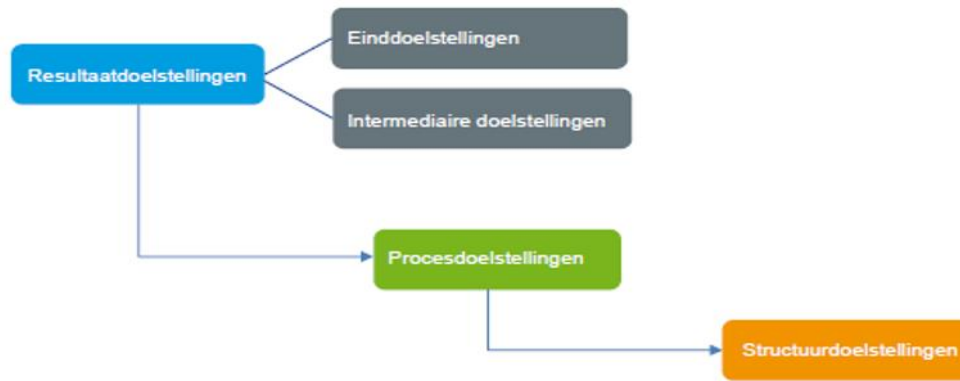 Einddoelstellingen
Resultaatdoelstellingen
Intermediaire doelstellingen
Procesdoelstellingen
Structuurdoelstellingen